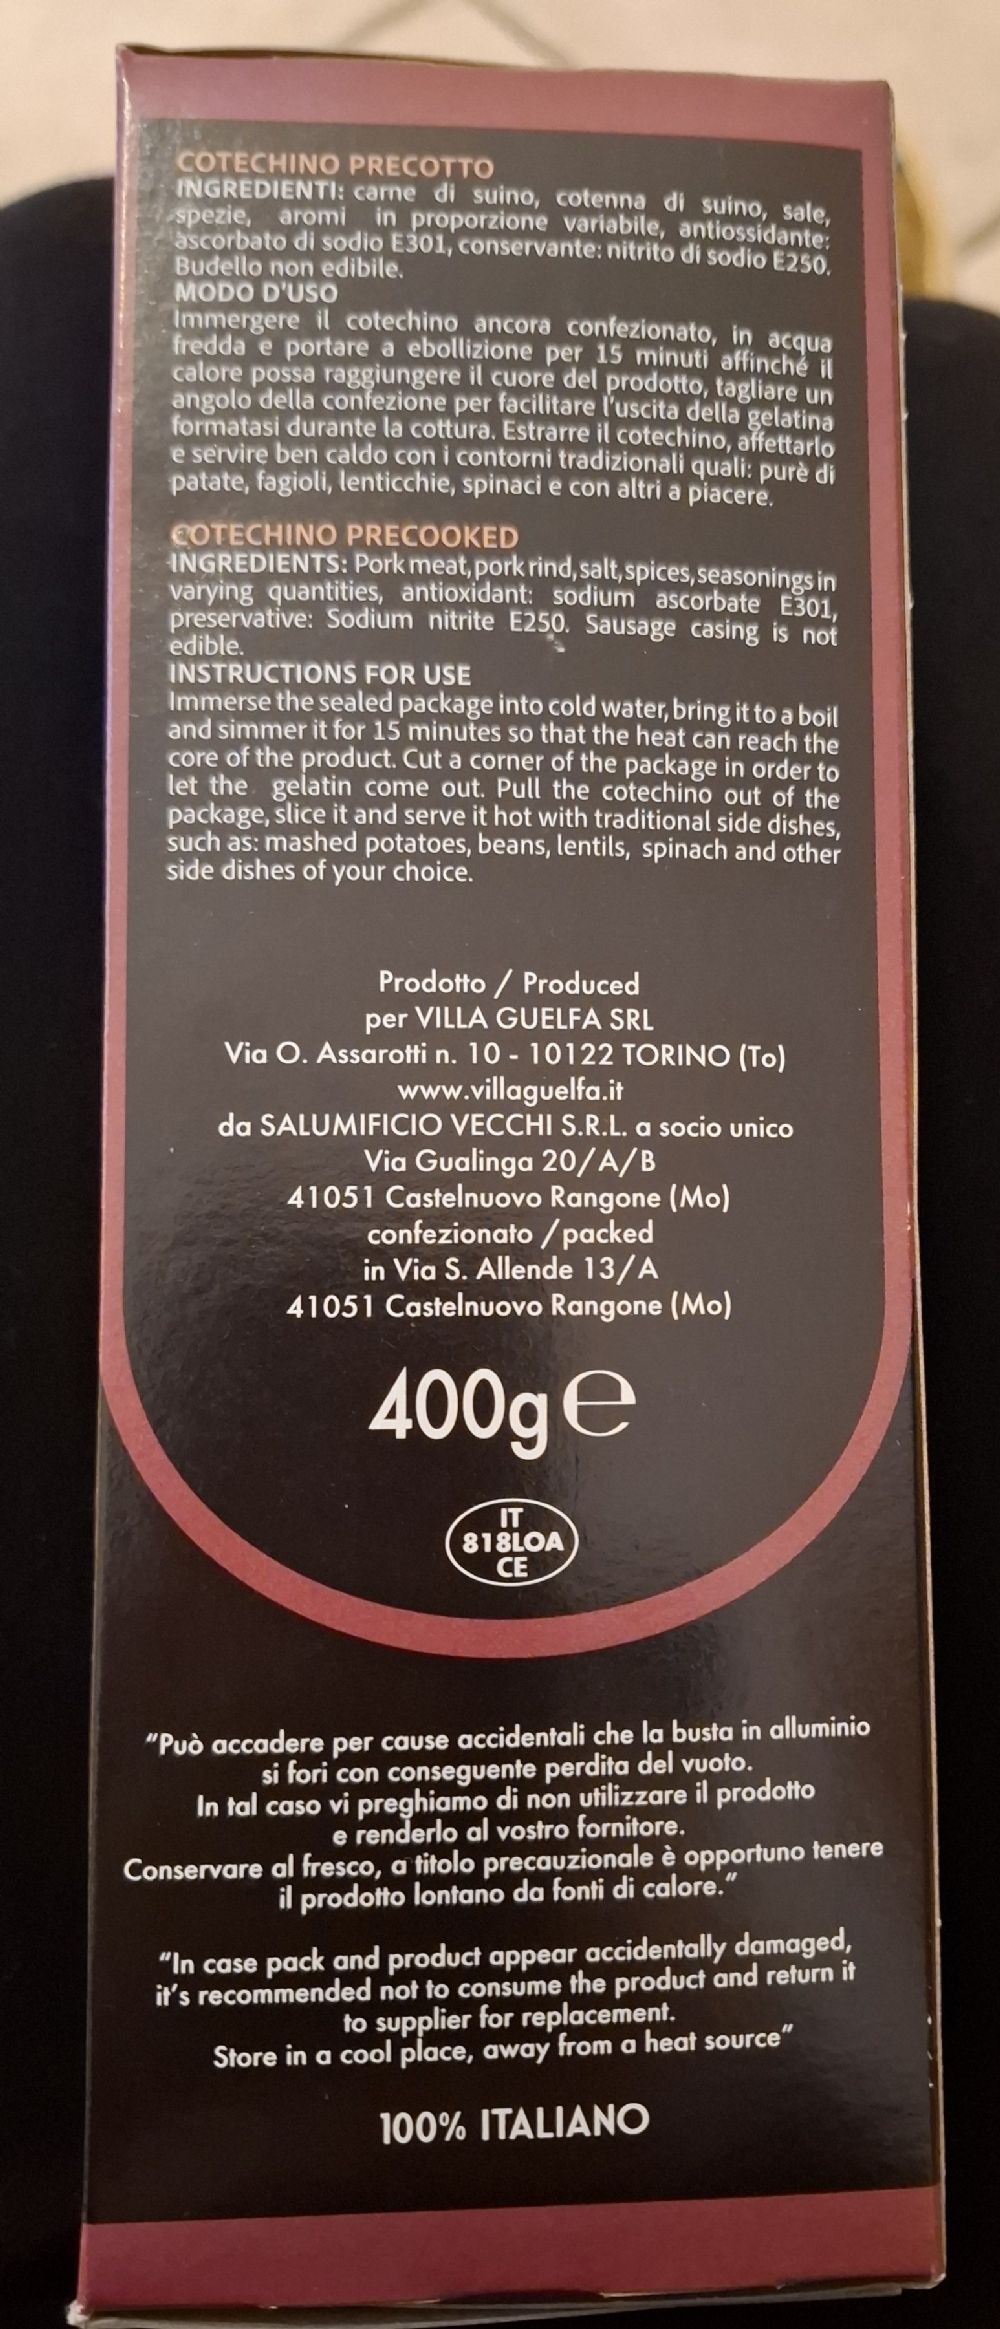 COTECHINO PRECOTTO
INGREDIENTI: carne di suino, cotenna di suino, sale,
spezie, aromi in proporzione variabile, antiossidante:
ascorbato di sodio E301, conservante: nitrito di sodio E250.
Budello non edibile.
MODO D'USO
Immergere il cotechino ancora confezionato, in acqua
fredda e portare a ebollizione per 15 minuti affinché il
calore possa raggiungere il cuore del prodotto, tagliare un
angolo della confezione per facilitare l'uscita della gelatina
formatasi durante la cottura. Estrarre il cotechino, affettarlo
e servire ben caldo con i contorni tradizionali quali: purè di
patate, fagioli, lenticchie, spinaci e con altri a piacere.
COTECHINO PRECOOKED
INGREDIENTS: Pork meat, pork rind, salt, spices, seasonings in
varying quantities, antioxidant: sodium ascorbate E301,
preservative: Sodium nitrite E250. Sausage casing is not
edible.
INSTRUCTIONS FOR USE
Immerse the sealed package into cold water, bring it to a boil
and simmer it for 15 minutes so that the heat can reach the
core of the product. Cut a corner of the package in order to
let the gelatin come out. Pull the cotechino out of the
package, slice it and serve it hot with traditional side dishes,
such as: mashed potatoes, beans, lentils, spinach and other
side dishes of your choice.
Prodotto / Produced
per VILLA GUELFA SRL
Via O. Assarotti n. 10 - 10122 TORINO (To)
www.villaguelfa.it
da SALUMIFICIO VECCHI S.R.L. a socio unico
Via Gualinga 20/A/B
41051 Castelnuovo Rangone (Mo)
confezionato /packed
in Via S. Allende 13/A
41051 Castelnuovo Rangone (Mo)
400g e
IT
818LOA
CE
"Può accadere per cause accidentali che la busta in alluminio
si fori con conseguente perdita del vuoto.
In tal caso vi preghiamo di non utilizzare il prodotto
e renderlo al vostro fornitore.
Conservare al fresco, a titolo precauzionale è opportuno tenere
il prodotto lontano da fonti di calore."
"In case pack and product appear accidentally damaged,
it's recommended not to consume the product and return it
to supplier for replacement.
Store in a cool place, away from a heat source"
100% ITALIANO